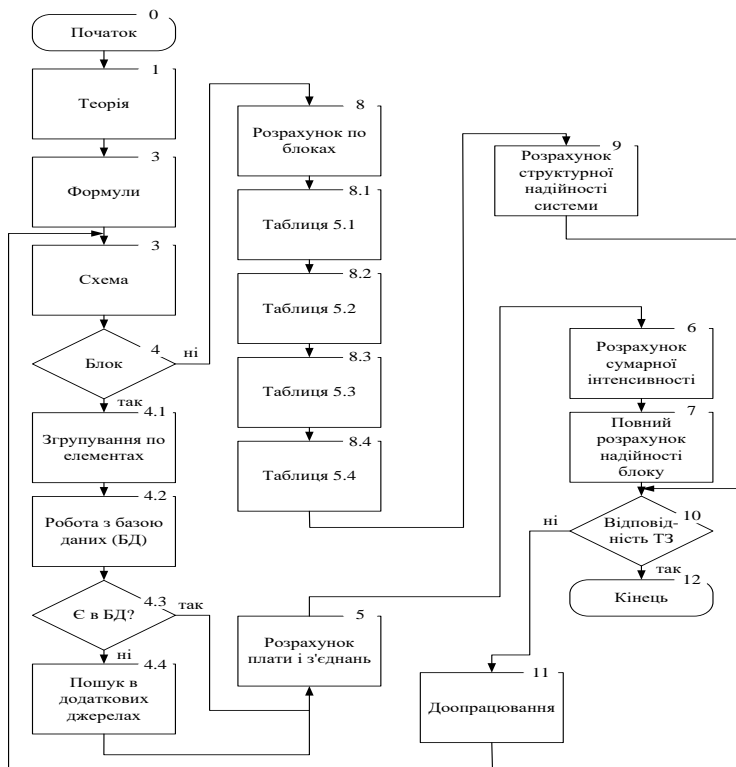 0
Початок
1
Теорія
3
Формули
3
Схема
4
Блок
ні
так
4.1
Згрупування по
елементах
4.2
Робота з базою
даних (БД)
4.3
Є в БД?
так
ні
4.4
Пошук в
додаткових
джерелах
8
Розрахунок по
блоках
8.1
Таблиця 5.1
8.2
Таблиця 5.2
8.3
Таблиця 5.3
8.4
Таблиця 5.4
5
Розрахунок
плати і з'єднань
9
Розрахунок
структурної
надійності
системи
6
Розрахунок
сумарної
інтенсивності
7
Повний
розрахунок
надійності
блоку
10
Відповід-
ність ТЗ
ні
так
12
Кінець
11
Доопрацювання